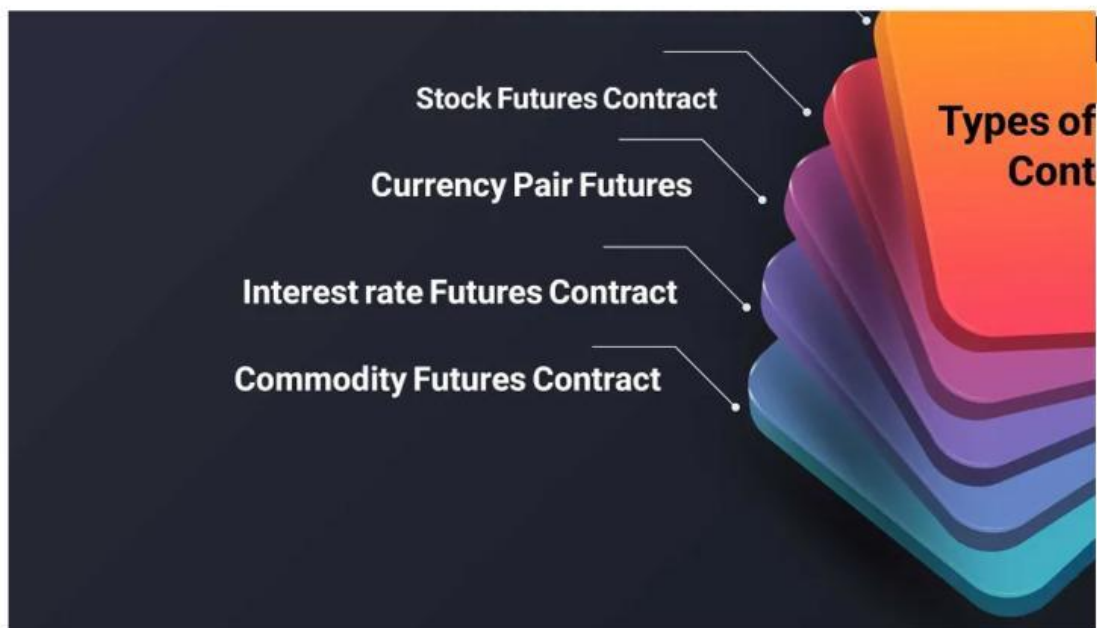 Stock Futures Contract
Types of
Cont
Currency Pair Futures
Interest rate Futures Contract
Commodity Futures Contract